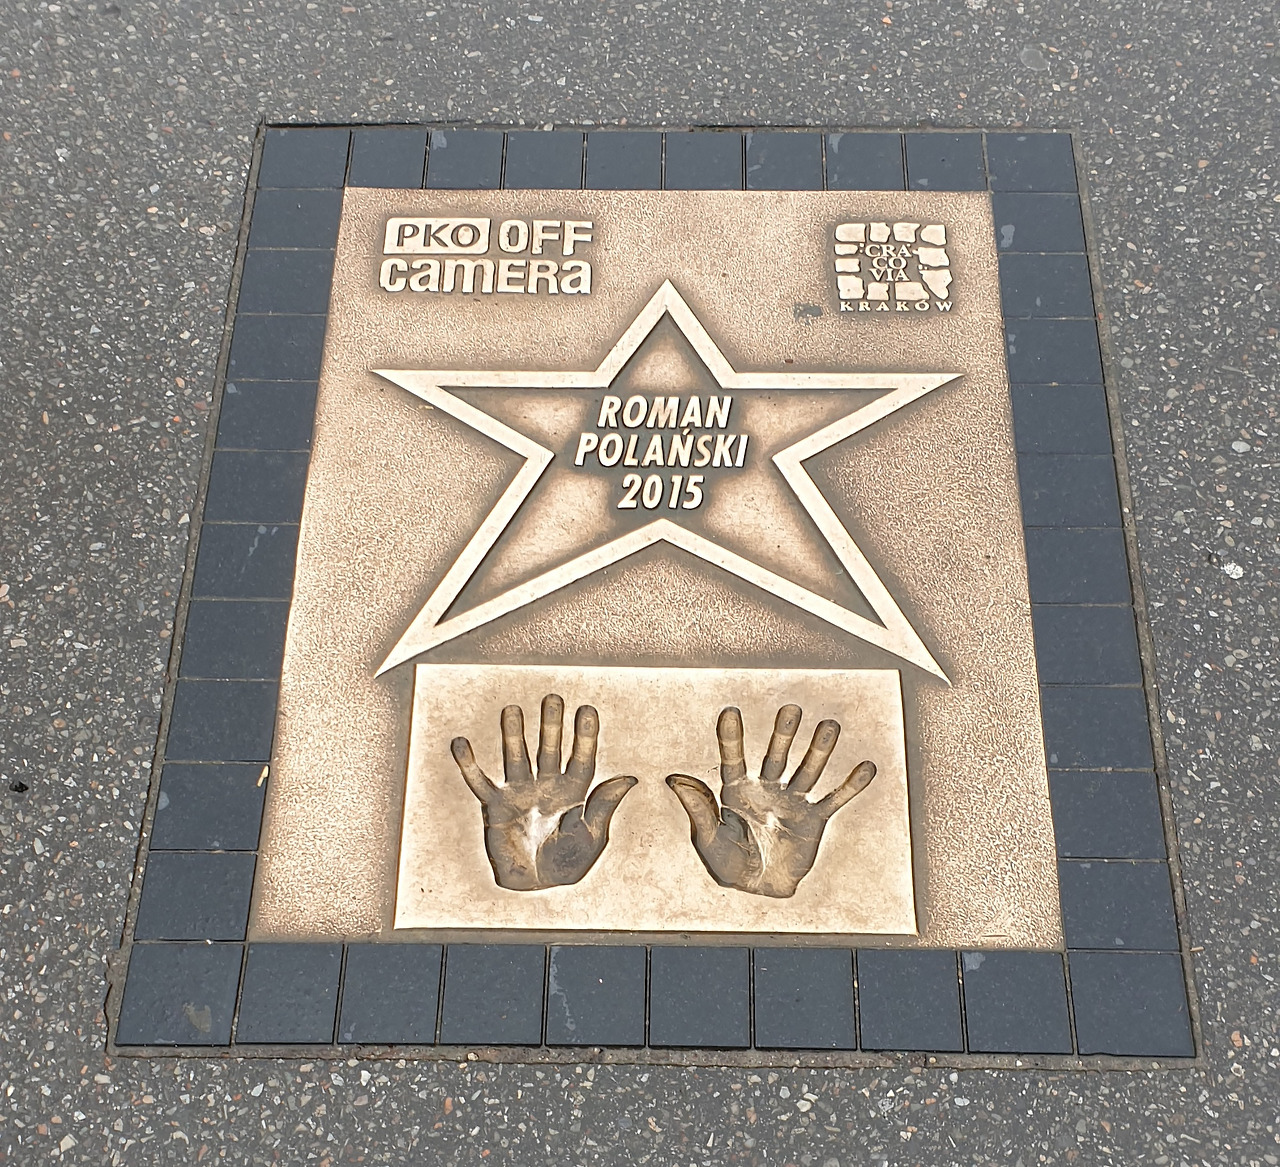 PKO OFF
camera
CRA
CO
VIA
KRAKÓW
ROMAN
POLAŃSKI
2015